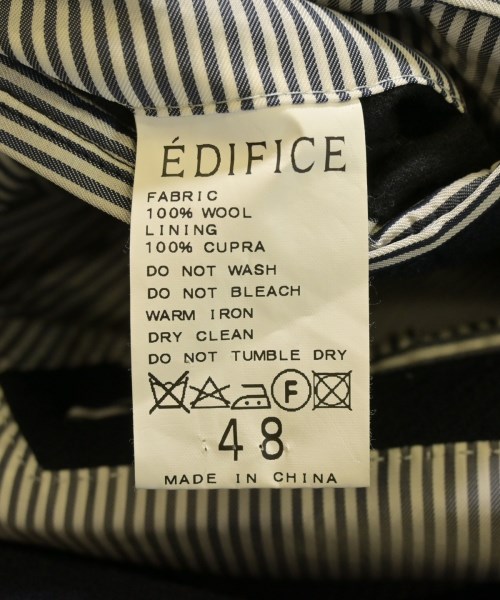 ÉDIFICE
FABRIC
100% WOOL
LINING
100% CUPRA
DO NOT WASH
DO NOT BLEACH
WARM IRON
DRY CLEAN
DO NOT TUMBLE DRY
F
48
MADE IN CHINA